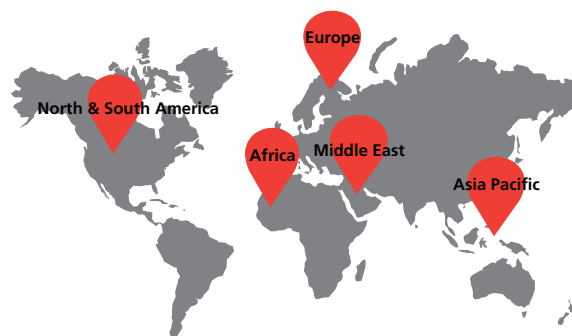 Europe
North & South America
Africa
Middle East
Asia Pacific